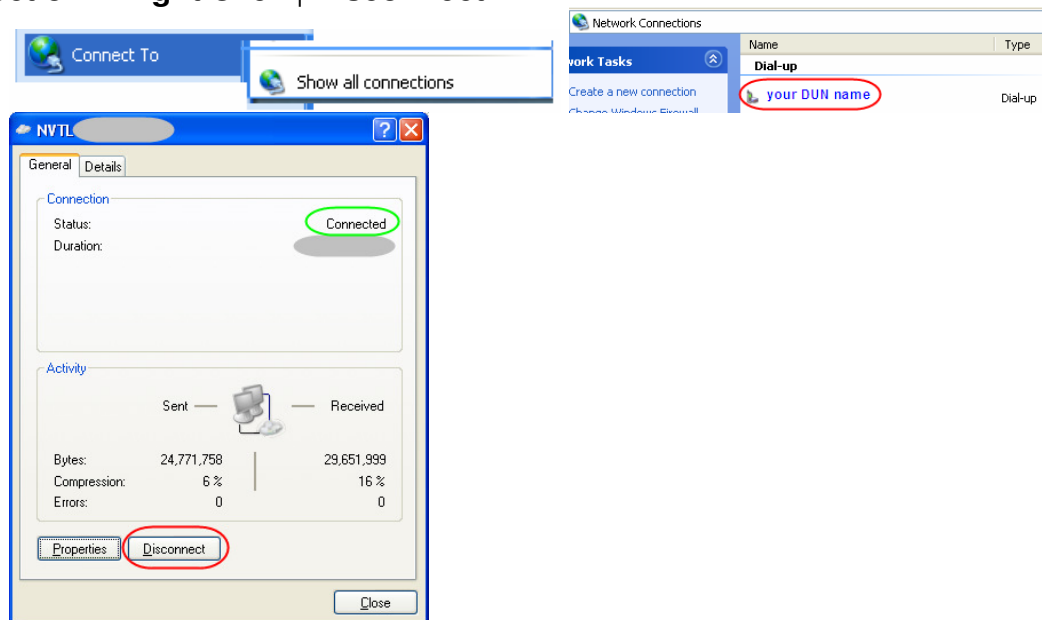 Connect To
Show all connections
Network Connections
Name Type
Dial-up
Create a new connection
your DUN name Dial-up
NVTL
General Details
Connection
Status: Connected
Duration:
Activity
Sent Received
Bytes: 24,771,758 29,651,999
Compression: 6 % 16 %
Errors: 0 0
Properties Disconnect
Close